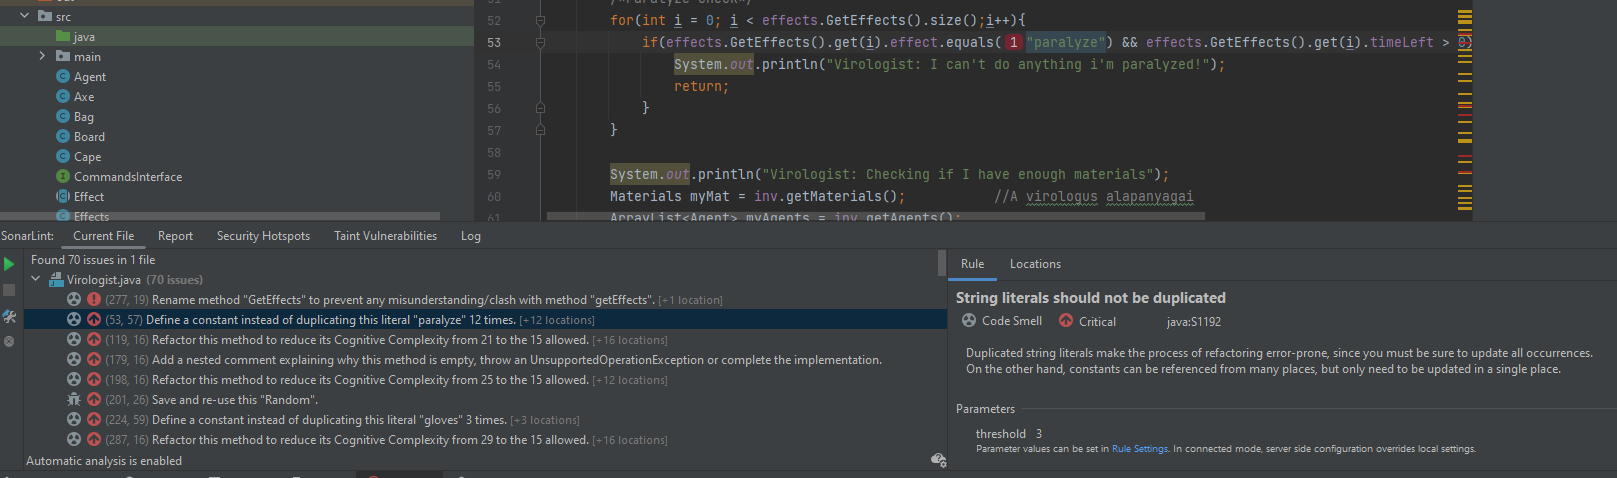 src
java
main
Agent
Axe
Bag
Board
Cape
CommandsInterface
Effect
Effects
52 for(int i = 0; i < effects.GetEffects().size();i++){
53 if(effects.GetEffects().get(i).effect.equals( 1 "paralyze") && effects.GetEffects().get(i).timeLeft > 0)
54 System.out.println("Virologist: I can't do anything i'm paralyzed!");
55 return;
56 }
57 }
58
59 System.out.println("Virologist: Checking if I have enough materials");
60 Materials myMat = inv.getMaterials(); //A virologus alapanyagai
61 ArrayList<Agent> myAgents = inv.getAgents();
SonarLint: Current File Report Security Hotspots Taint Vulnerabilities Log
Found 70 issues in 1 file
Virologist.java (70 issues)
(277, 19) Rename method "GetEffects" to prevent any misunderstanding/clash with method "getEffects". [+1 location]
(53, 57) Define a constant instead of duplicating this literal "paralyze" 12 times. [+12 locations]
(119, 16) Refactor this method to reduce its Cognitive Complexity from 21 to the 15 allowed. [+16 locations]
(179, 16) Add a nested comment explaining why this method is empty, throw an UnsupportedOperationException or complete the implementation.
(198, 16) Refactor this method to reduce its Cognitive Complexity from 25 to the 15 allowed. [+12 locations]
(201, 26) Save and re-use this "Random".
(224, 59) Define a constant instead of duplicating this literal "gloves" 3 times. [+3 locations]
(287, 16) Refactor this method to reduce its Cognitive Complexity from 29 to the 15 allowed. [+16 locations]
Automatic analysis is enabled
Rule Locations
String literals should not be duplicated
Code Smell Critical java:S1192
Duplicated string literals make the process of refactoring error-prone, since you must be sure to update all occurrences.
On the other hand, constants can be referenced from many places, but only need to be updated in a single place.
Parameters
threshold 3
Parameter values can be set in Rule Settings. In connected mode, server side configuration overrides local settings.